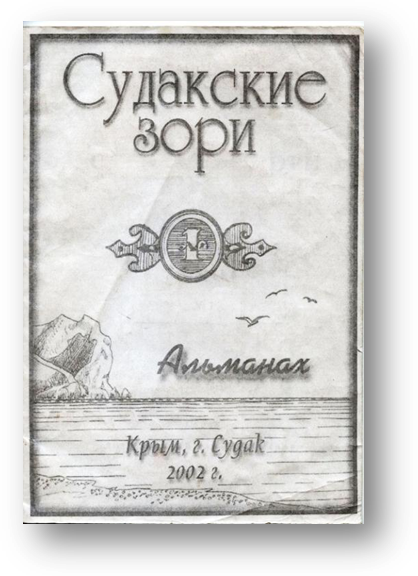 Судакские
зори
1
Альманах
Крым, г. Судак
2002 г.